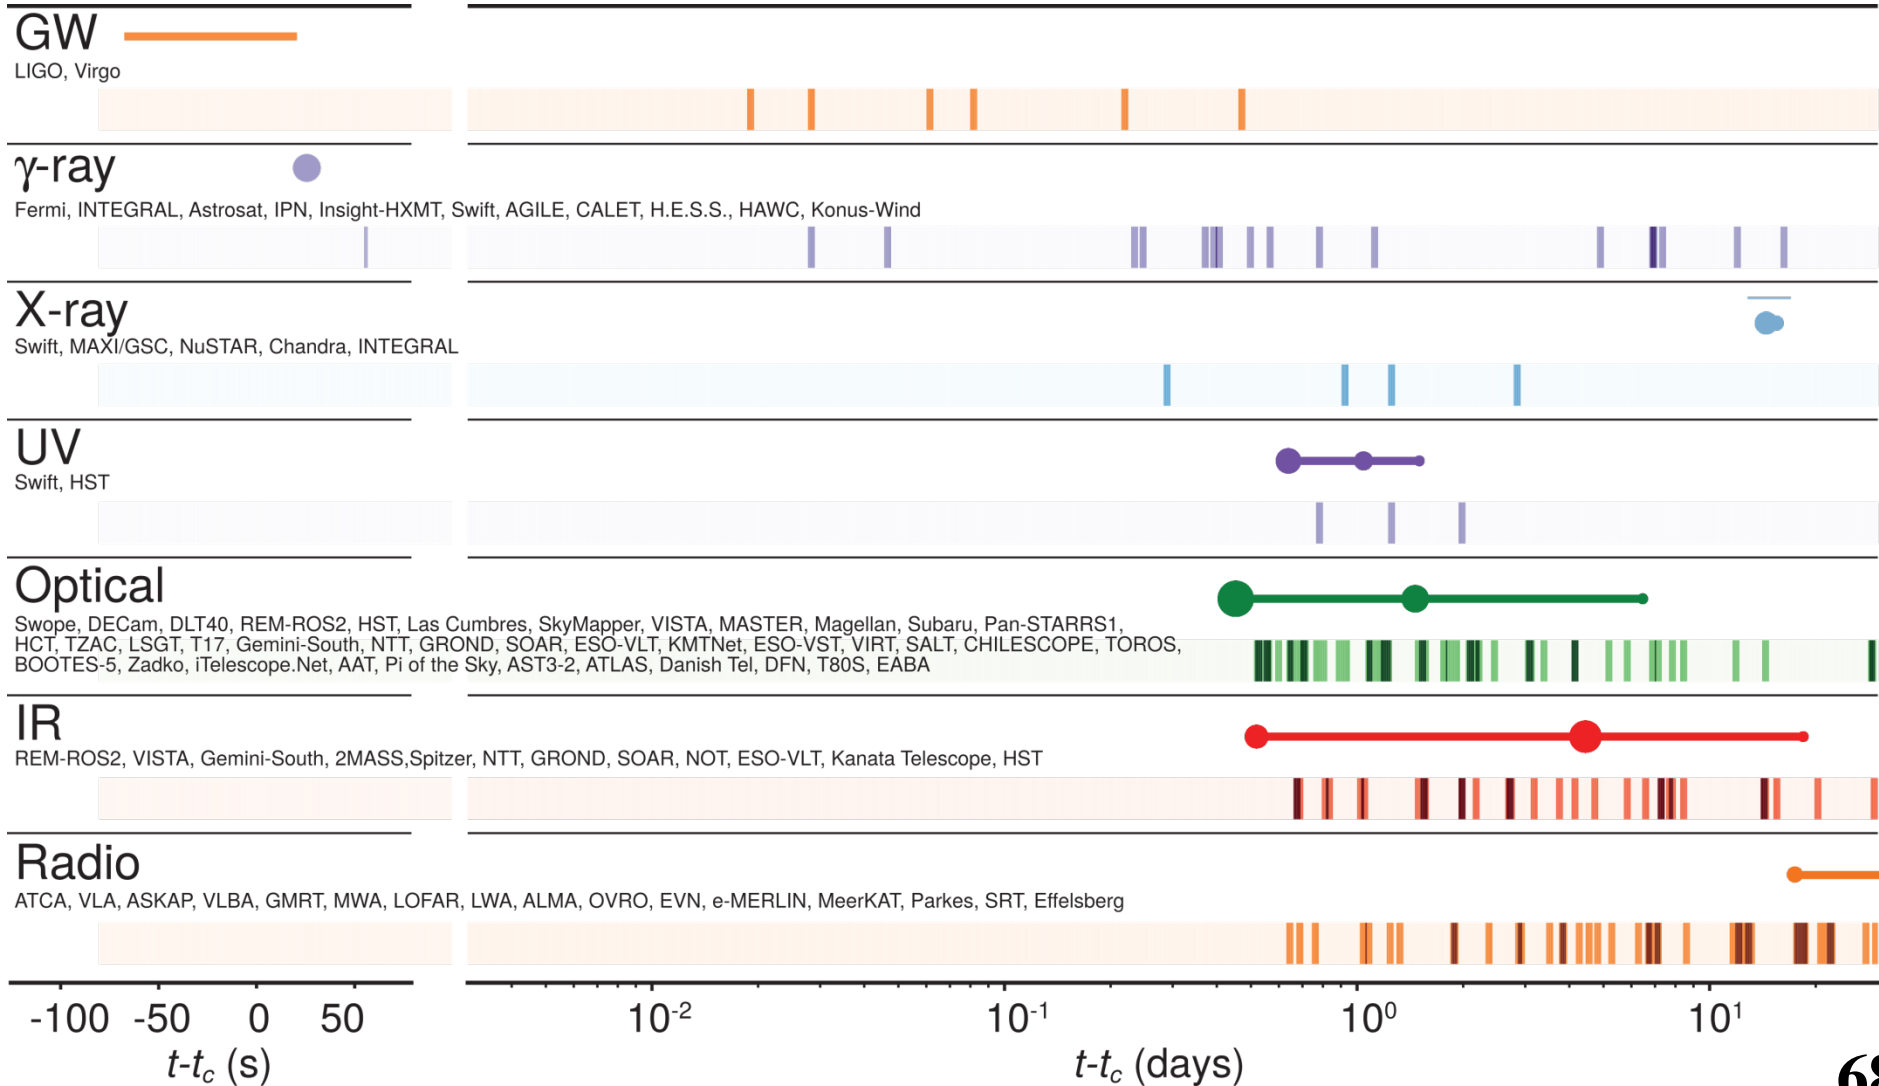 GW
LIGO, Virgo
γ-ray
Fermi, INTEGRAL, Astrosat, IPN, Insight-HXMT, Swift, AGILE, CALET, H.E.S.S., HAWC, Konus-Wind
X-ray
Swift, MAXI/GSC, NuSTAR, Chandra, INTEGRAL
UV
Swift, HST
Optical
Swope, DECam, DLT40, REM-ROS2, HST, Las Cumbres, SkyMapper, VISTA, MASTER, Magellan, Subaru, Pan-STARRS1,
HCT, TZAC, LSGT, T17, Gemini-South, NTT, GROND, SOAR, ESO-VLT, KMTNet, ESO-VST, VIRT, SALT, CHILESCOPE, TOROS,
BOOTES-5, Zadko, iTelescope.Net, AAT, Pi of the Sky, AST3-2, ATLAS, Danish Tel, DFN, T80S, EABA
IR
REM-ROS2, VISTA, Gemini-South, 2MASS,Spitzer, NTT, GROND, SOAR, NOT, ESO-VLT, Kanata Telescope, HST
Radio
ATCA, VLA, ASKAP, VLBA, GMRT, MWA, LOFAR, LWA, ALMA, OVRO, EVN, e-MERLIN, MeerKAT, Parkes, SRT, Effelsberg
-100 -50 0 50 10⁻² 10⁻¹ 10⁰ 10¹
t-t_c (s) t-t_c (days)